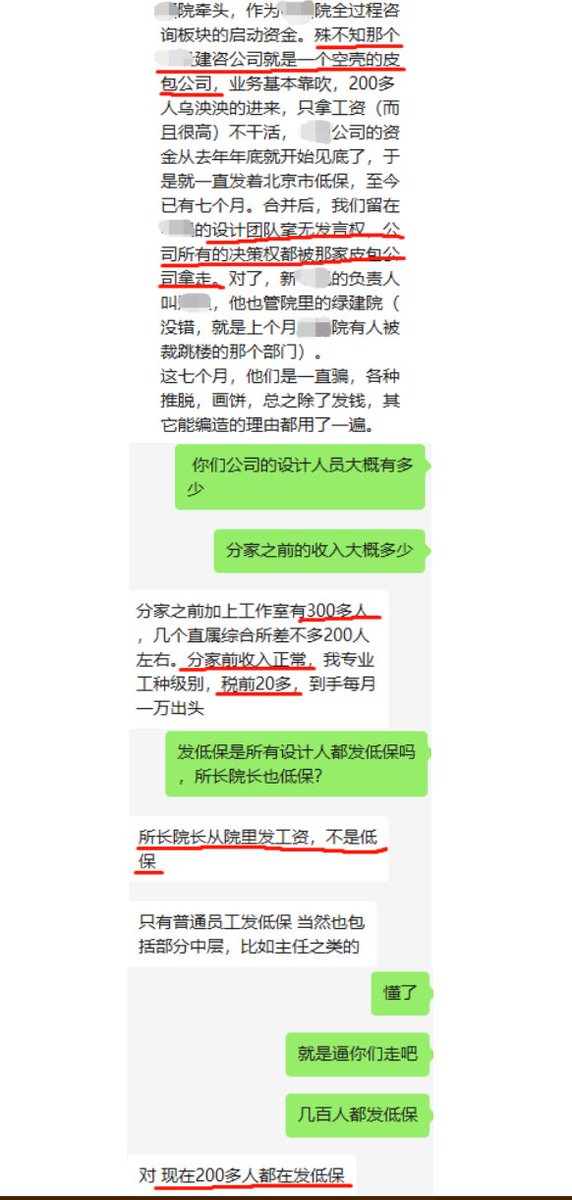 院牵头，作为 院全过程咨
询板块的启动资金。殊不知那个
建咨公司就是一个空壳的皮
包公司，业务基本靠吹，200多
人乌泱泱的进来，只拿工资（而
且很高）不干活， 公司的资
金从去年年底就开始见底了，于
是就一直发着北京市低保，至今
已有七个月。合并后，我们留在
的设计团队毫无发言权，公
司所有的决策权都被那家皮包公
司拿走。对了，新 的负责人
叫 ，他也管院里的绿建院（
没错，就是上个月 院有人被
裁跳楼的那个部门）。
这七个月，他们是一直骗，各种
推脱，画饼，总之除了发钱，其
它能编造的理由都用了一遍。
你们公司的设计人员大概有多
少
分家之前的收入大概多少
分家之前加上工作室有300多人
，几个直属综合所差不多200人
左右。分家前收入正常，我专业
工种级别，税前20多，到手每月
一万出头
发低保是所有设计人都发低保吗
，所长院长也低保？
所长院长从院里发工资，不是低
保
只有普通员工发低保 当然也包
括部分中层，比如主任之类的
懂了
就是逼你们走吧
几百人都发低保
对 现在200多人都在发低保